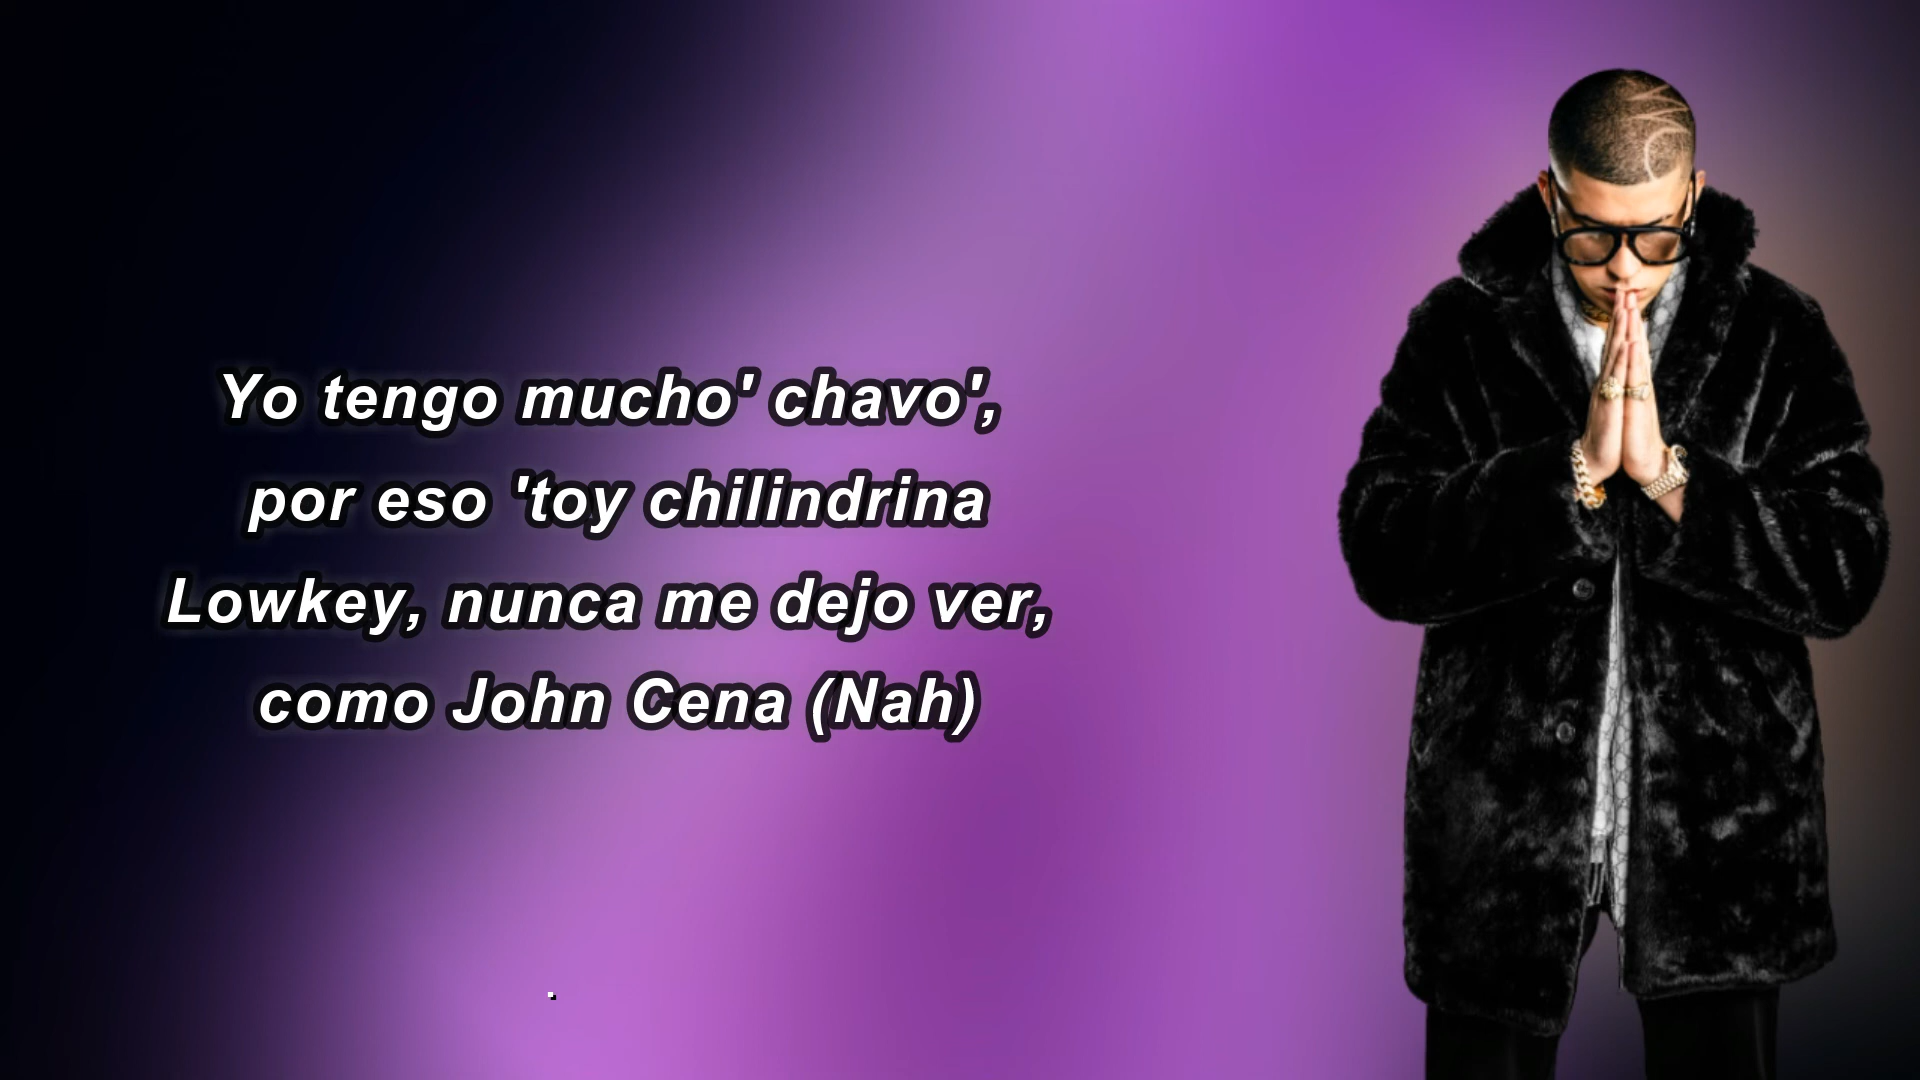 Yo tengo mucho' chavo',
por eso 'toy chilindrina
Lowkey, nunca me dejo ver,
como John Cena (Nah)